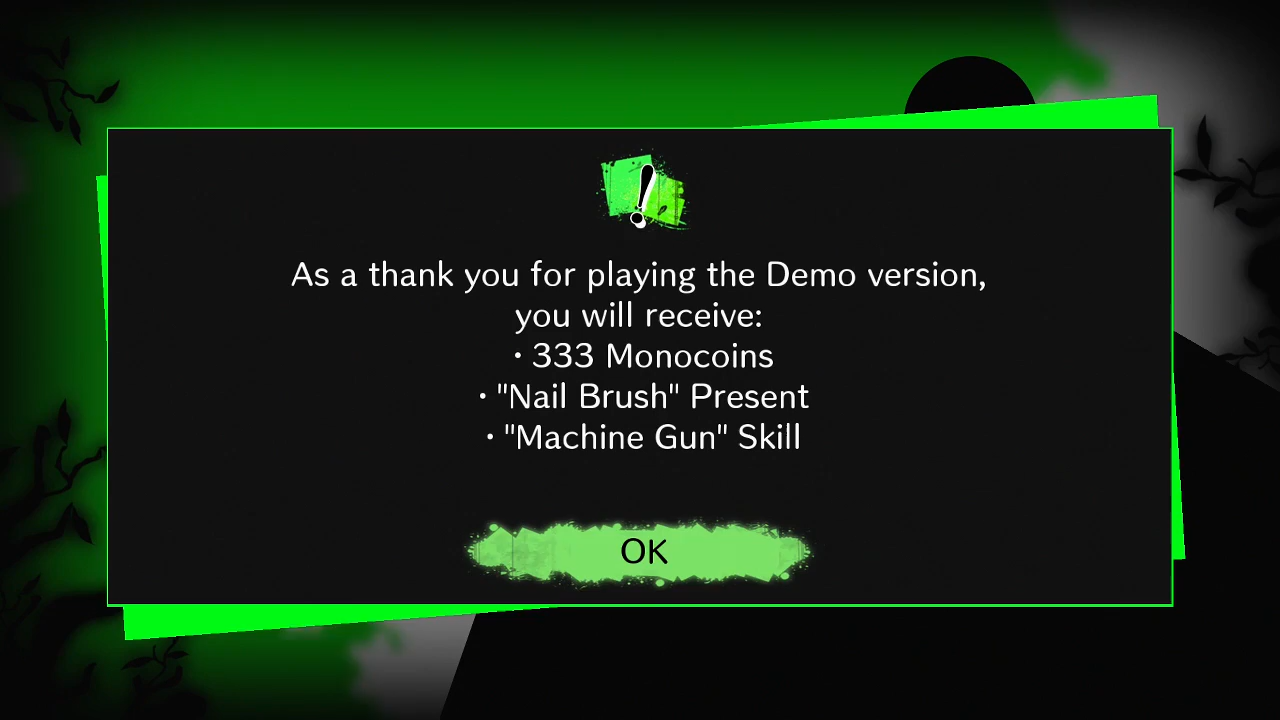 As a thank you for playing the Demo version,
you will receive:
・333 Monocoins
・"Nail Brush" Present
・"Machine Gun" Skill
OK